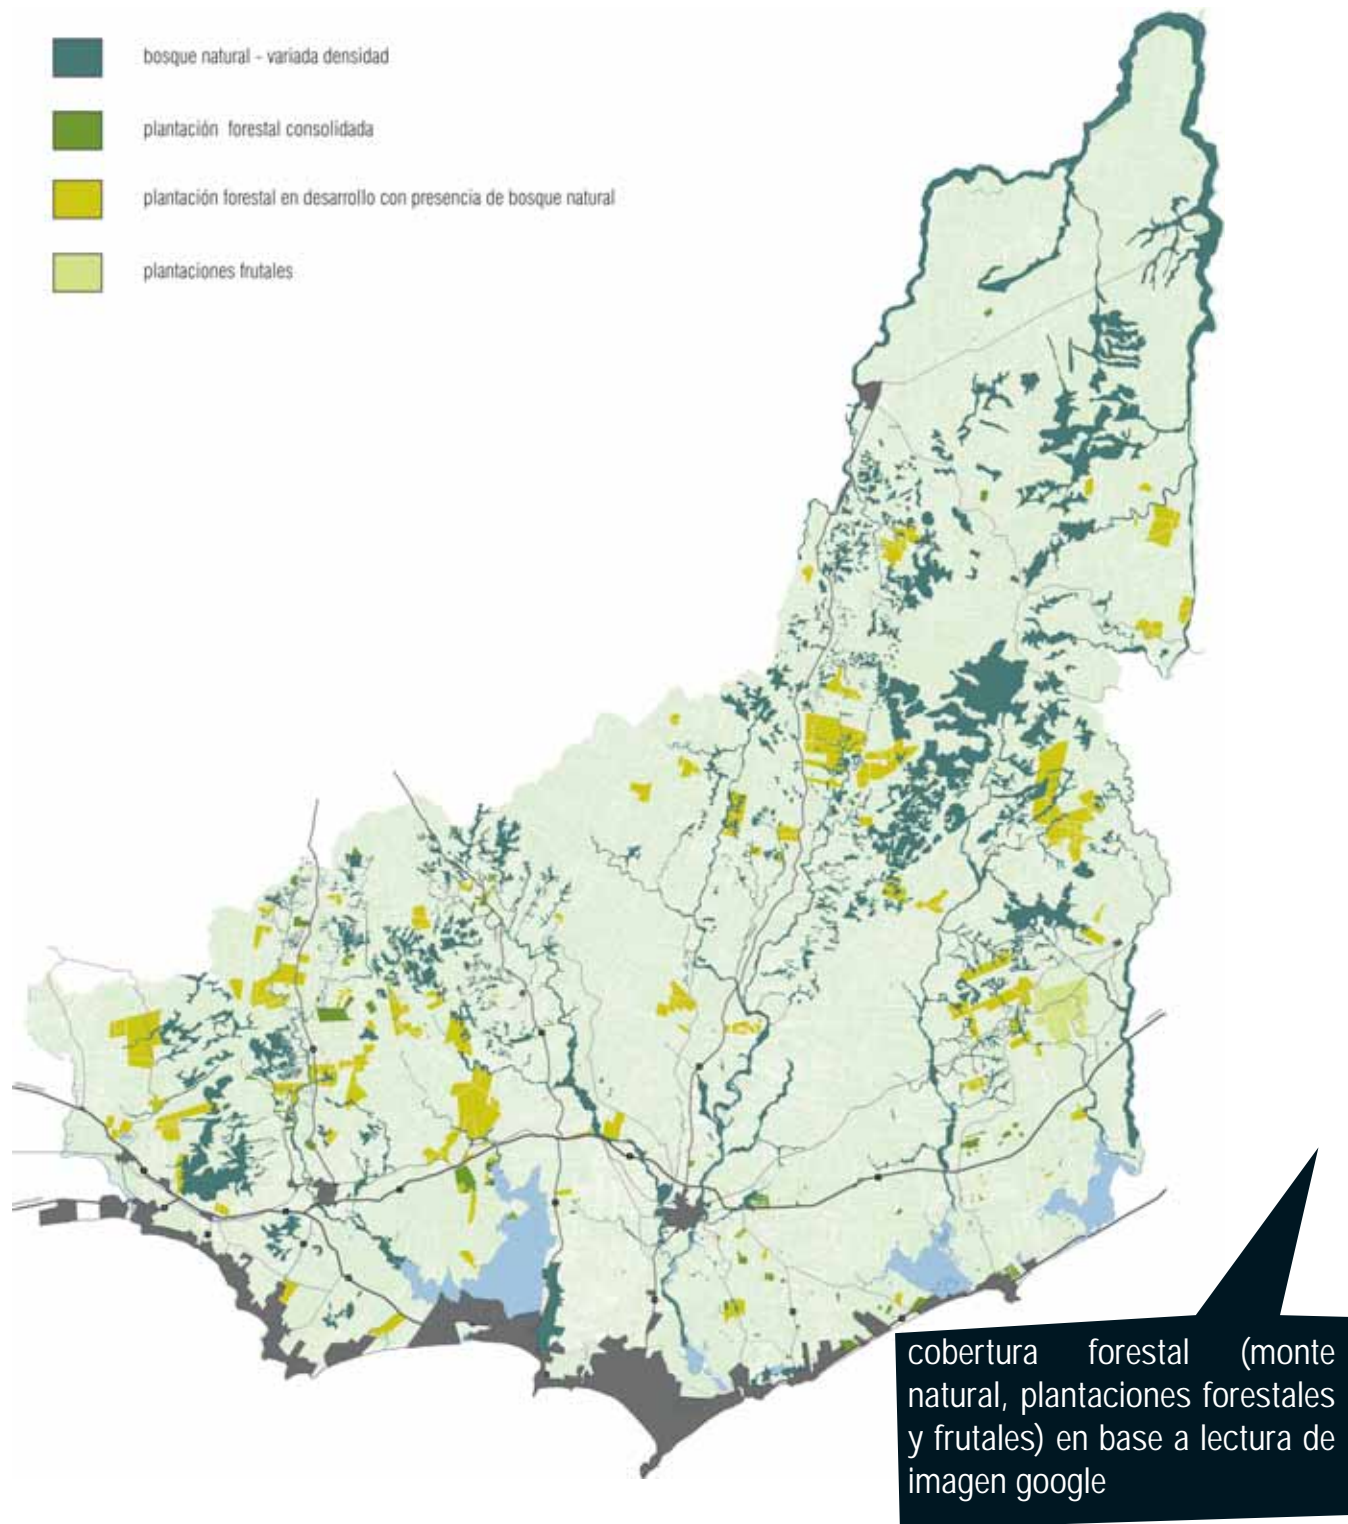 bosque natural - variada densidad
plantación forestal consolidada
plantación forestal en desarrollo con presencia de bosque natural
plantaciones frutales
cobertura forestal (monte
natural, plantaciones forestales
y frutales) en base a lectura de
imagen google